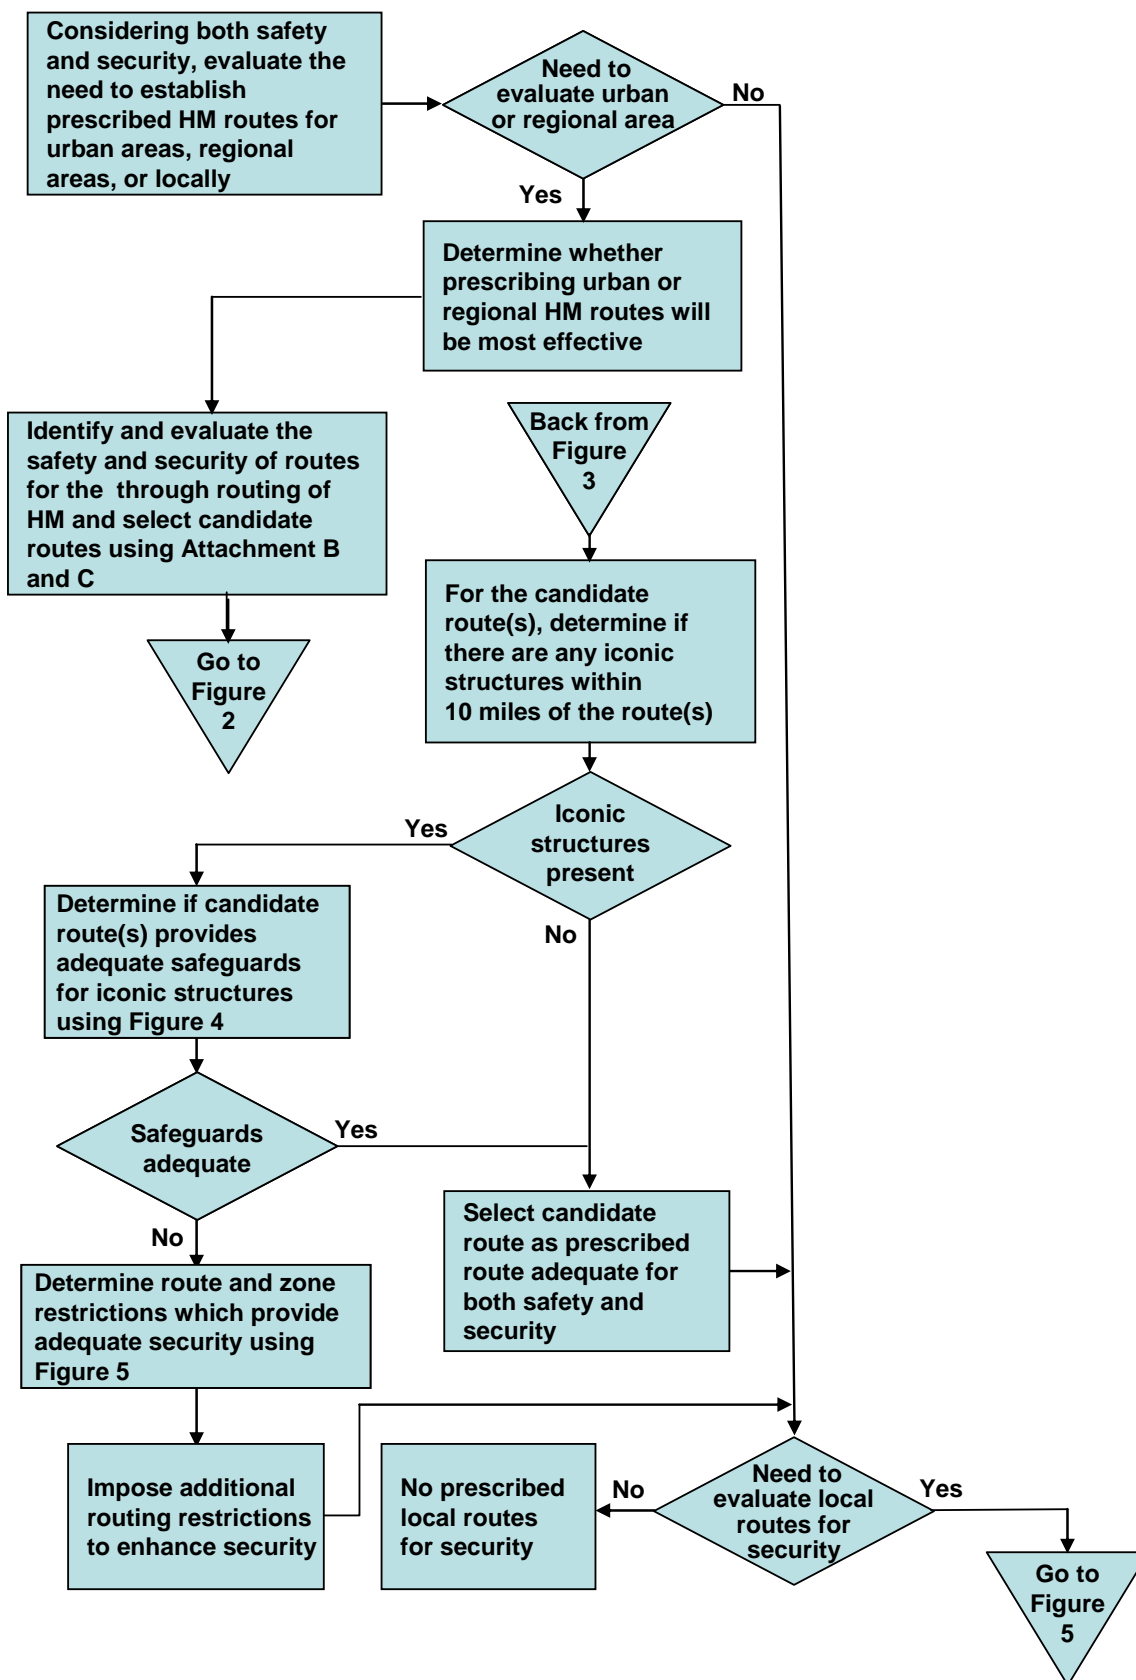 Considering both safety
and security, evaluate the
need to establish
prescribed HM routes for
urban areas, regional
areas, or locally
Need to
evaluate urban
or regional area
No
Yes
Determine whether
prescribing urban or
regional HM routes will
be most effective
Identify and evaluate the
safety and security of routes
for the through routing of
HM and select candidate
routes using Attachment B
and C
Go to
Figure
2
Back from
Figure
3
For the candidate
route(s), determine if
there are any iconic
structures within
10 miles of the route(s)
Iconic
structures
present
Yes
No
Determine if candidate
route(s) provides
adequate safeguards
for iconic structures
using Figure 4
Safeguards
adequate
Yes
No
Select candidate
route as prescribed
route adequate for
both safety and
security
Determine route and zone
restrictions which provide
adequate security using
Figure 5
Impose additional
routing restrictions
to enhance security
No prescribed
local routes
for security
No
Need to
evaluate local
routes for
security
Yes
Go to
Figure
5